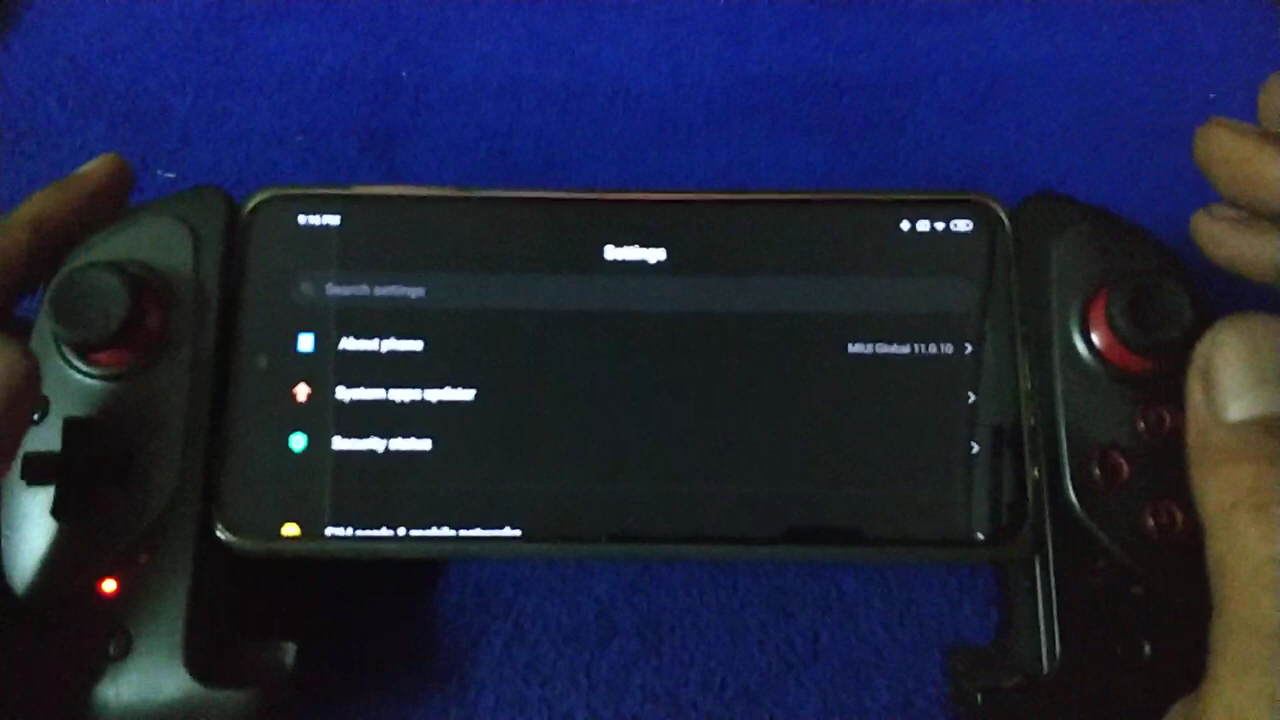 Settings
Search settings
About phone
MIUI Global 11.0.10
System apps updater
Security status